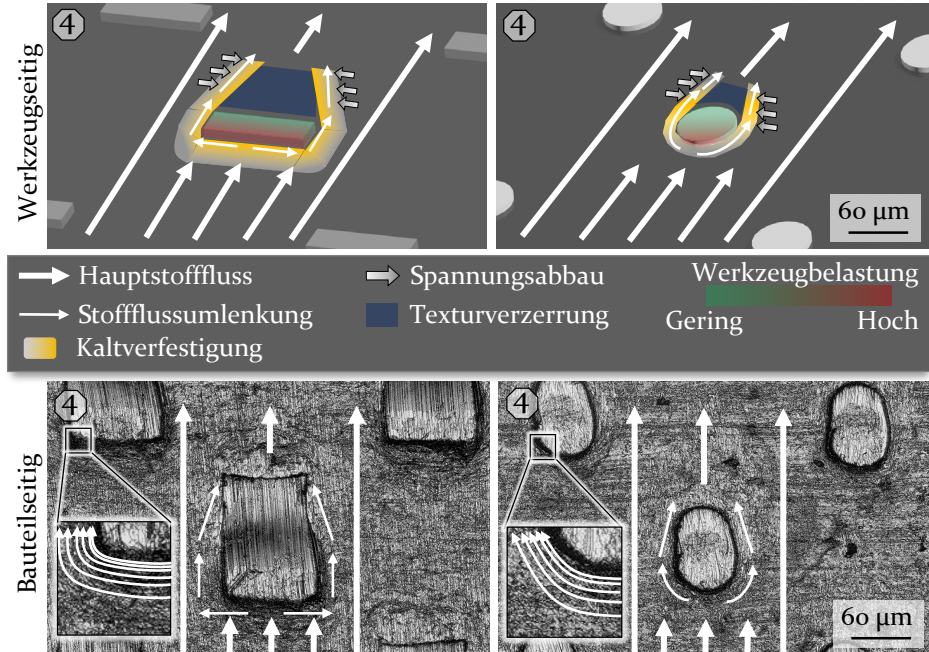 Werkzeugseitig
4
4
60 µm
Hauptstofffluss
Spannungsabbau
Werkzeugbelastung
Stoffflussumlenkung
Texturverzerrung
Gering
Hoch
Kaltverfestigung
Bauteilseitig
4
4
60 µm